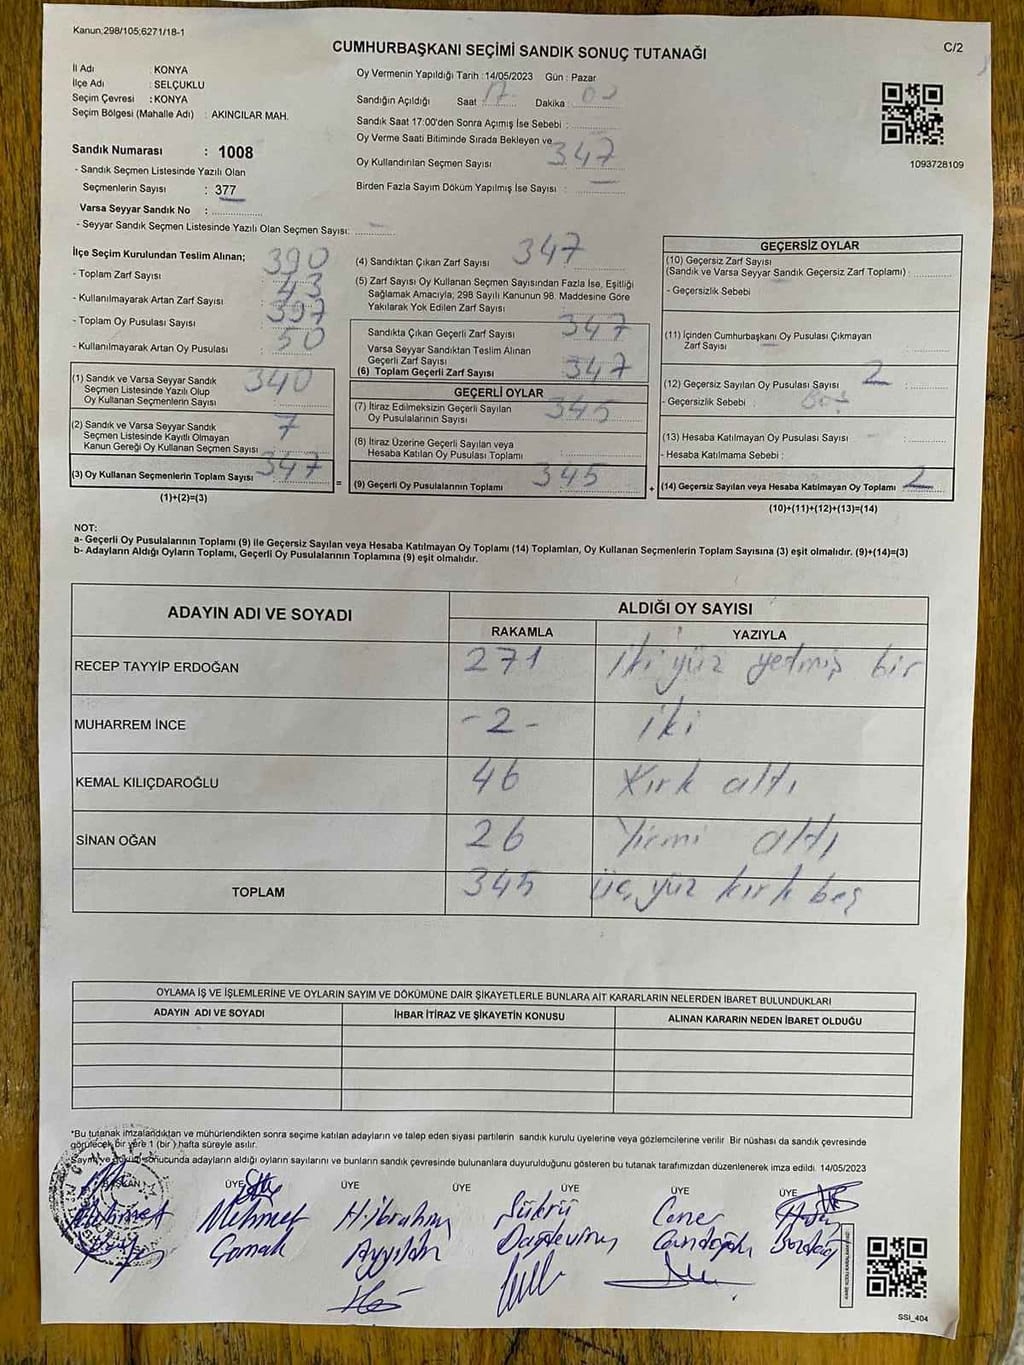 Kanun;298/105;6271/18-1
CUMHURBAŞKANI SEÇİMİ SANDIK SONUÇ TUTANAĞI
C/2
İl Adı : KONYA
İlçe Adı : SELÇUKLU
Seçim Çevresi : KONYA
Seçim Bölgesi (Mahalle Adı) : AKINCILAR MAH.
Oy Vermenin Yapıldığı Tarih :14/05/2023 Gün : Pazar
Sandığın Açıldığı Saat : 17 Dakika : 00
Sandık Saat 17:00'den Sonra Açımış İse Sebebi :
Oy Verme Saati Bitiminde Sırada Bekleyen ve
Oy Kullandırılan Seçmen Sayısı : 347
Birden Fazla Sayım Döküm Yapılmış İse Sayısı : —
1093728109
Sandık Numarası : 1008
- Sandık Seçmen Listesinde Yazılı Olan
Seçmenlerin Sayısı : 377
Varsa Seyyar Sandık No :
- Seyyar Sandık Seçmen Listesinde Yazılı Olan Seçmen Sayısı: —
İlçe Seçim Kurulundan Teslim Alınan;
- Toplam Zarf Sayısı : 390
- Kullanılmayarak Artan Zarf Sayısı : 43
- Toplam Oy Pusulası Sayısı : 397
- Kullanılmayarak Artan Oy Pusulası : 50
(1) Sandık ve Varsa Seyyar Sandık
Seçmen Listesinde Yazılı Olup
Oy Kullanan Seçmenlerin Sayısı : 340
(2) Sandık ve Varsa Seyyar Sandık
Seçmen Listesinde Kayıtlı Olmayan
Kanun Gereği Oy Kullanan Seçmen Sayısı : 7
(3) Oy Kullanan Seçmenlerin Toplam Sayısı : 347
(1)+(2)=(3)
=
(4) Sandıktan Çıkan Zarf Sayısı : 347
(5) Zarf Sayısı Oy Kullanan Seçmen Sayısından Fazla İse, Eşitliği
Sağlamak Amacıyla; 298 Sayılı Kanunun 98. Maddesine Göre
Yakılarak Yok Edilen Zarf Sayısı :
Sandıkta Çıkan Geçerli Zarf Sayısı : 347
Varsa Seyyar Sandıktan Teslim Alınan
Geçerli Zarf Sayısı :
(6) Toplam Geçerli Zarf Sayısı : 347
GEÇERLİ OYLAR
(7) İtiraz Edilmeksizin Geçerli Sayılan
Oy Pusulalarının Sayısı : 345
(8) İtiraz Üzerine Geçerli Sayılan veya
Hesaba Katılan Oy Pusulası Toplamı :
(9) Geçerli Oy Pusulalarının Toplamı : 345
+
GEÇERSİZ OYLAR
(10) Geçersiz Zarf Sayısı
(Sandık ve Varsa Seyyar Sandık Geçersiz Zarf Toplamı) :
- Geçersizlik Sebebi :
(11) İçinden Cumhurbaşkanı Oy Pusulası Çıkmayan
Zarf Sayısı :
(12) Geçersiz Sayılan Oy Pusulası Sayısı : 2
- Geçersizlik Sebebi :
(13) Hesaba Katılmayan Oy Pusulası Sayısı :
- Hesaba Katılmama Sebebi :
(14) Geçersiz Sayılan veya Hesaba Katılmayan Oy Toplamı : 2
(10)+(11)+(12)+(13)=(14)
NOT:
a- Geçerli Oy Pusulalarının Toplamı (9) ile Geçersiz Sayılan veya Hesaba Katılmayan Oy Toplamı (14) Toplamları, Oy Kullanan Seçmenlerin Toplam Sayısına (3) eşit olmalıdır. (9)+(14)=(3)
b- Adayların Aldığı Oyların Toplamı, Geçerli Oy Pusulalarının Toplamına (9) eşit olmalıdır.
ADAYIN ADI VE SOYADI ALDIĞI OY SAYISI
RAKAMLA YAZIYLA
RECEP TAYYİP ERDOĞAN 271 iki yüz yetmiş bir
MUHARREM İNCE -2- iki
KEMAL KILIÇDAROĞLU 46 Kırk altı
SİNAN OĞAN 26 Yirmi altı
TOPLAM 345 üç yüz kırk beş
OYLAMA İŞ VE İŞLEMLERİNE VE OYLARIN SAYIM VE DÖKÜMÜNE DAİR ŞİKAYETLERLE BUNLARA AİT KARARLARIN NELERDEN İBARET BULUNDUKLARI
ADAYIN ADI VE SOYADI İHBAR İTİRAZ VE ŞİKAYETİN KONUSU ALINAN KARARIN NEDEN İBARET OLDUĞU
*Bu tutanak imzalandıktan ve mühürlendikten sonra seçime katılan adayların ve talep eden siyasi partilerin sandık kurulu üyelerine veya gözlemcilerine verilir Bir nüshası da sandık çevresinde
görülecek bir yere 1 (bir ) hafta süreyle asılır.
Sayım ve döküm sonucunda adayların aldığı oyların sayılarını ve bunların sandık çevresinde bulunanlara duyurulduğunu gösteren bu tutanak tarafımızdan düzenlenerek imza edildi. 14/05/2023
BAŞKAN ÜYE ÜYE ÜYE ÜYE ÜYE ÜYE
Mehmet Mehmet H.ibrahim Şükrü Caner
SSI_404